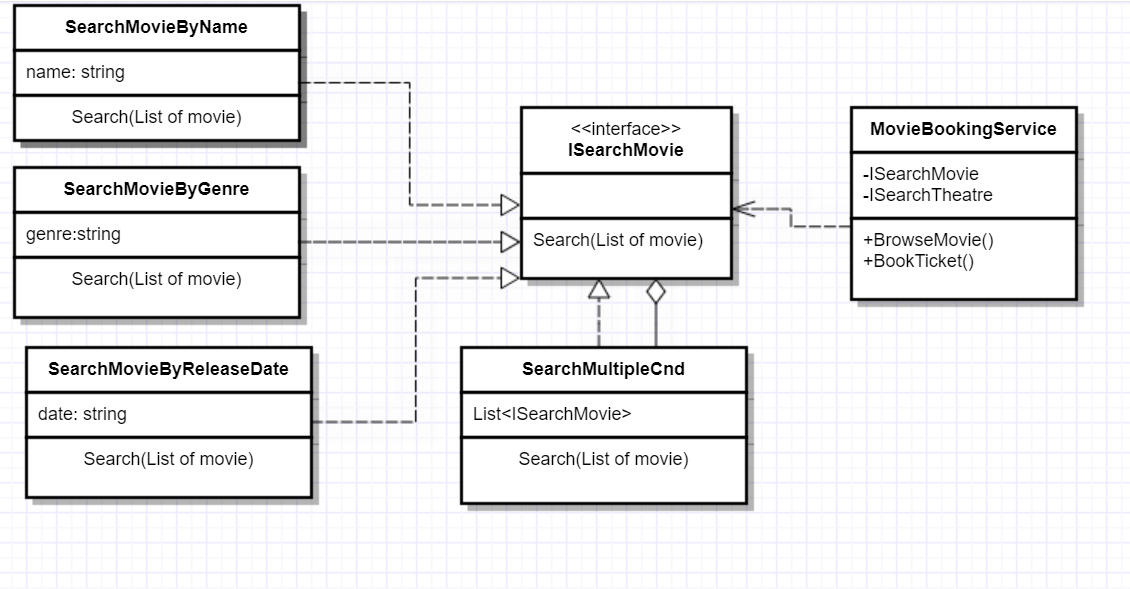 SearchMovieByName
name: string
Search(List of movie)
SearchMovieByGenre
genre:string
Search(List of movie)
SearchMovieByReleaseDate
date: string
Search(List of movie)
<<interface>>
ISearchMovie
Search(List of movie)
SearchMultipleCnd
List<ISearchMovie>
Search(List of movie)
MovieBookingService
-ISearchMovie
-ISearchTheatre
+BrowseMovie()
+BookTicket()